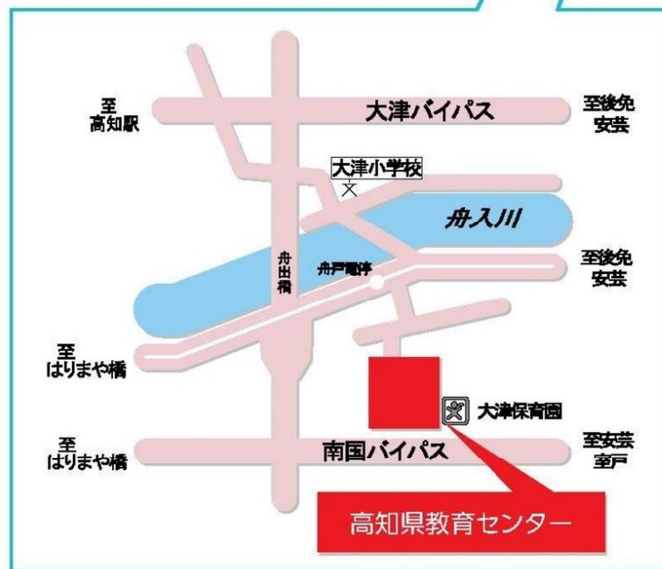 至
高知駅
大津バイパス
至後免
安芸
大津小学校
文
舟入川
舟出橋
舟戸電停
至後免
安芸
至
はりまや橋
大津保育園
至
はりまや橋
南国バイパス
至安芸
室戸
高知県教育センター